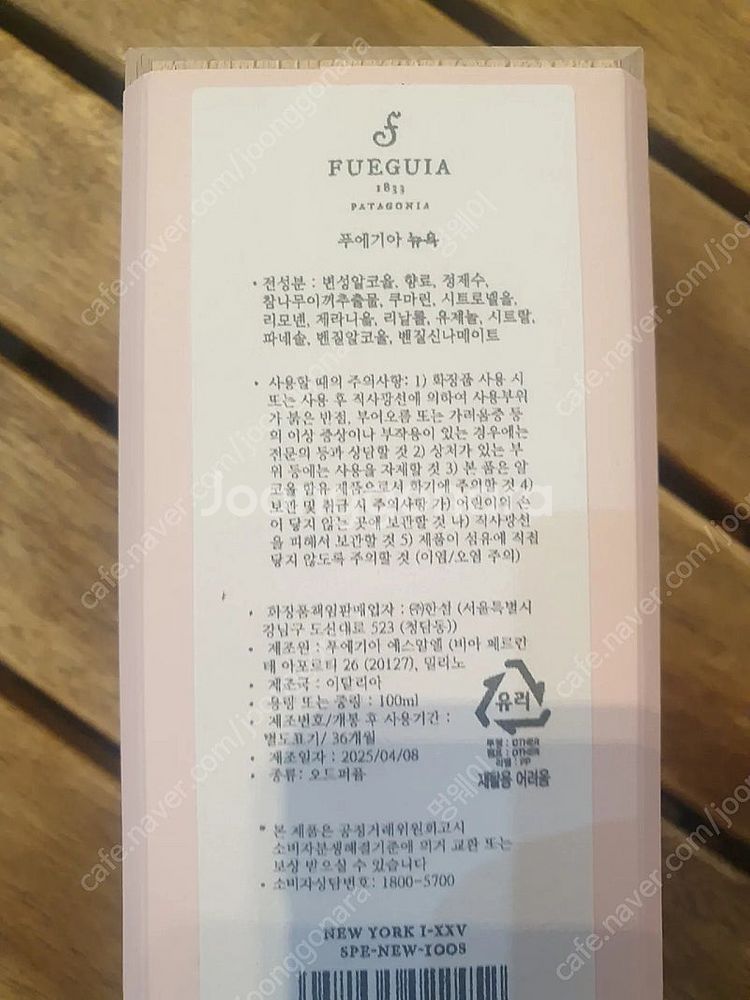 FUEGUIA
1833
PATAGONIA
푸에기아 뉴욕
• 전성분 : 변성알코올, 향료, 정제수,
참나무이끼추출물, 쿠마린, 시트로넬올,
리모넨, 제라니올, 리날룰, 유제놀, 시트랄,
파네솔, 벤질알코올, 벤질신나메이트
• 사용할 때의 주의사항: 1) 화장품 사용 시
또는 사용 후 직사광선에 의하여 사용부위
가 붉은 반점, 부어오름 또는 가려움증 등
의 이상 증상이나 부작용이 있는 경우에는
전문의 등과 상담할 것 2) 상처가 있는 부
위 등에는 사용을 자제할 것 3) 본 품은 알
코올 함유 제품으로서 화기에 주의할 것 4)
보관 및 취급 시 주의사항 가) 어린이의 손
이 닿지 않는 곳에 보관할 것 나) 직사광선
을 피해서 보관할 것 5) 제품이 섬유에 직접
닿지 않도록 주의할 것 (이염/오염 주의)
• 화장품책임판매업자 : ㈜한섬 (서울특별시
강남구 도산대로 523 (청담동))
• 제조원 : 푸에기아 에스알엘 (비아 페르란
테 아포르티 26 (20127), 밀라노
• 제조국 : 이탈리아
• 용량 또는 중량 : 100ml
• 제조번호/개봉 후 사용기간 :
별도표기/ 36개월
• 제조일자 : 2025/04/08
• 종류: 오드퍼퓸
유리
뚜껑 : OTHER
펌프 : OTHER
라벨 : PP
재활용 어려움
* 본 제품은 공정거래위원회고시
소비자분쟁해결기준에 의거 교환 또는
보상 받으실 수 있습니다
• 소비자상담번호: 1800-5700
NEW YORK I-XXV
SPE-NEW-100S
Joonggonara
cafe.naver.com/joonggonara
멍웨이